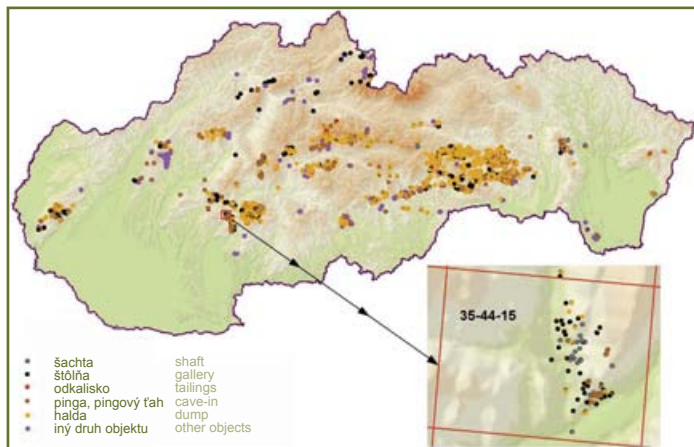 35-44-15
šachta shaft
štôlňa gallery
odkalisko tailings
pinga, pingový ťah cave-in
halda dump
iný druh objektu other objects